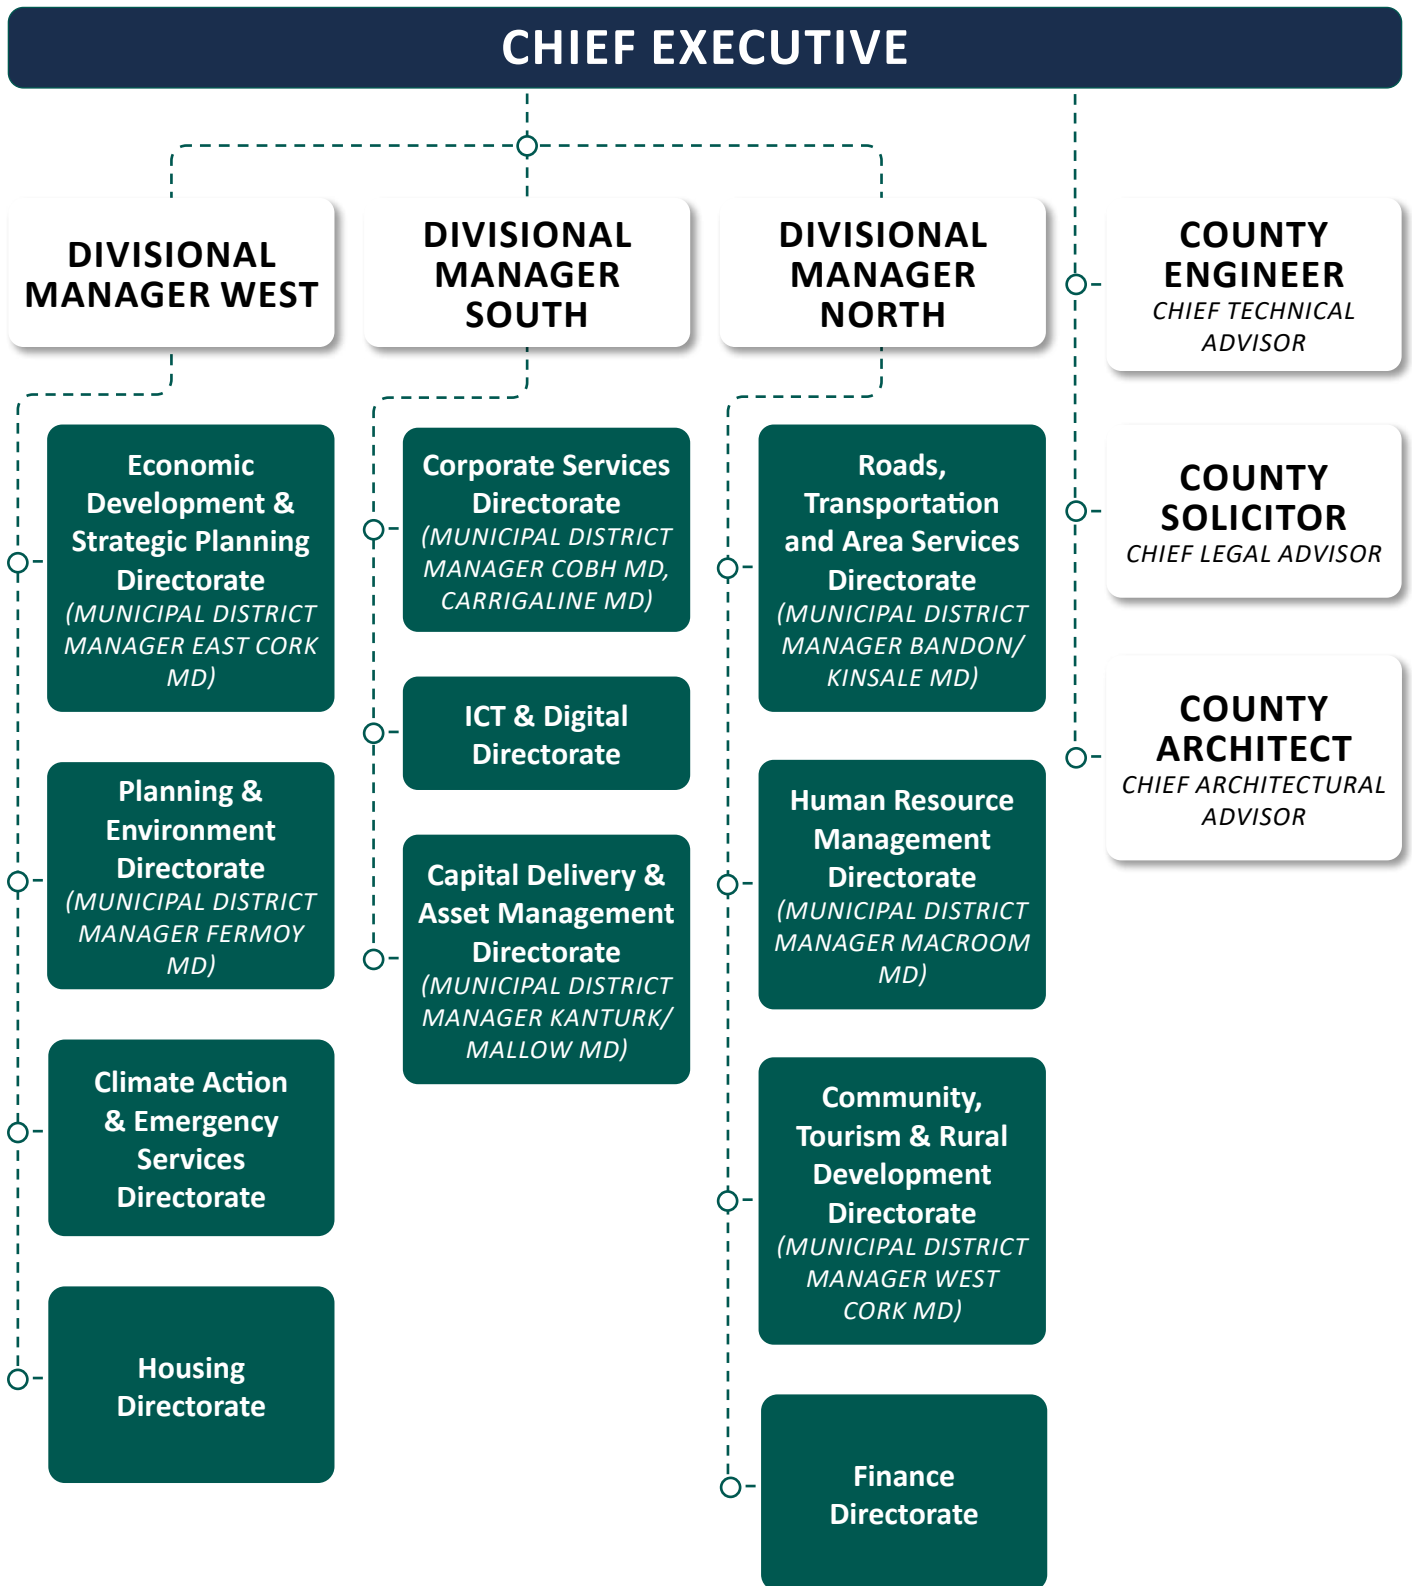 CHIEF EXECUTIVE
DIVISIONAL
MANAGER WEST
DIVISIONAL
MANAGER
SOUTH
DIVISIONAL
MANAGER
NORTH
COUNTY
ENGINEER
CHIEF TECHNICAL
ADVISOR
Economic
Development &
Strategic Planning
Directorate
(MUNICIPAL DISTRICT
MANAGER EAST CORK
MD)
Planning &
Environment
Directorate
(MUNICIPAL DISTRICT
MANAGER FERMOY
MD)
Climate Action
& Emergency
Services
Directorate
Housing
Directorate
Corporate Services
Directorate
(MUNICIPAL DISTRICT
MANAGER COBH MD,
CARRIGALINE MD)
ICT & Digital
Directorate
Capital Delivery &
Asset Management
Directorate
(MUNICIPAL DISTRICT
MANAGER KANTURK/
MALLOW MD)
Roads,
Transportation
and Area Services
Directorate
(MUNICIPAL DISTRICT
MANAGER BANDON/
KINSALE MD)
Human Resource
Management
Directorate
(MUNICIPAL DISTRICT
MANAGER MACROOM
MD)
Community,
Tourism & Rural
Development
Directorate
(MUNICIPAL DISTRICT
MANAGER WEST
CORK MD)
Finance
Directorate
COUNTY
SOLICITOR
CHIEF LEGAL ADVISOR
COUNTY
ARCHITECT
CHIEF ARCHITECTURAL
ADVISOR